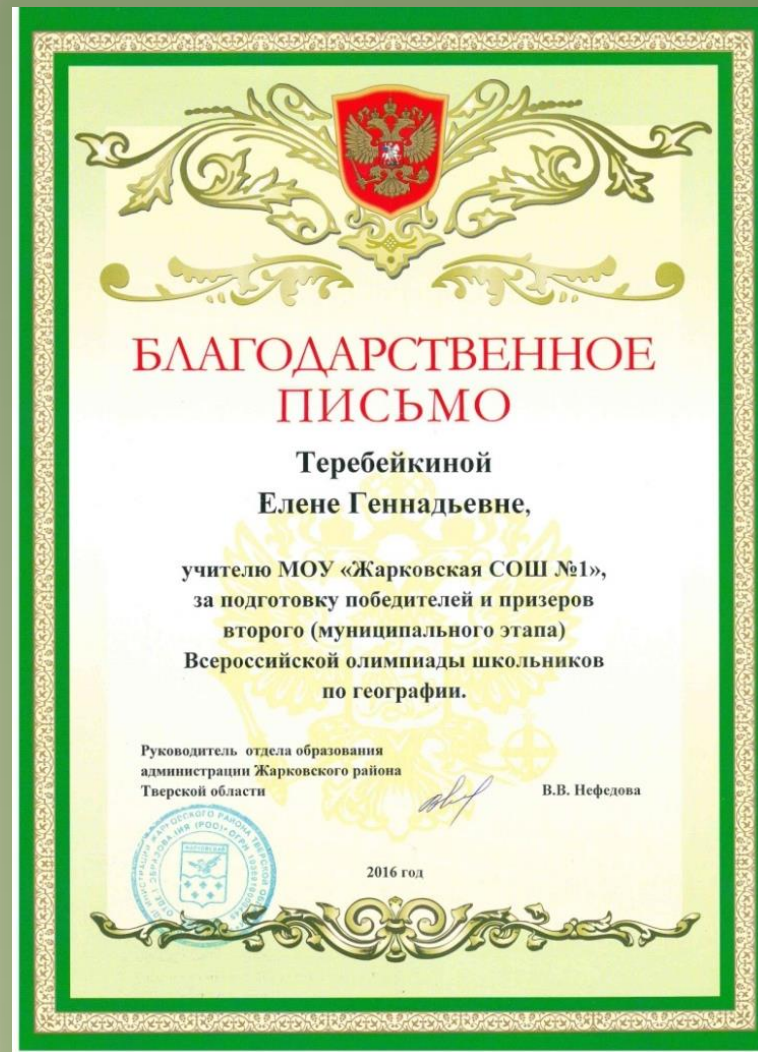 БЛАГОДАРСТВЕННОЕ
ПИСЬМО
Теребейкиной
Елене Геннадьевне,
учителю МОУ «Жарковская СОШ №1»,
за подготовку победителей и призеров
второго (муниципального этапа)
Всероссийской олимпиады школьников
по географии.
Руководитель отдела образования
администрации Жарковского района
Тверской области
В.В. Нефедова
2016 год